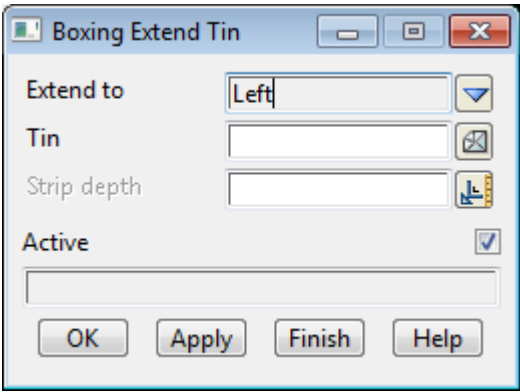 Boxing Extend Tin
Extend to Left
Tin
Strip depth
Active
OK Apply Finish Help